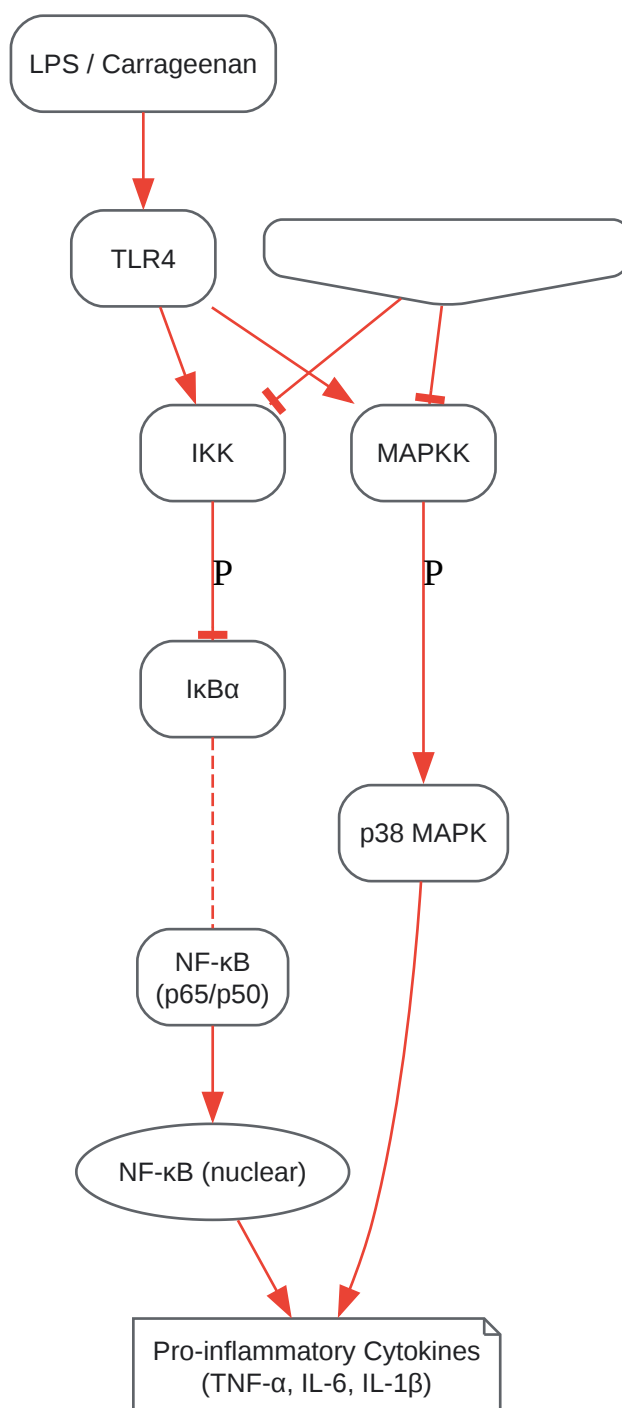 LPS / Carrageenan
TLR4
IKK
MAPKK
P
P
IκBα
p38 MAPK
NF-κB
(p65/p50)
NF-κB (nuclear)
Pro-inflammatory Cytokines
(TNF-α, IL-6, IL-1β)